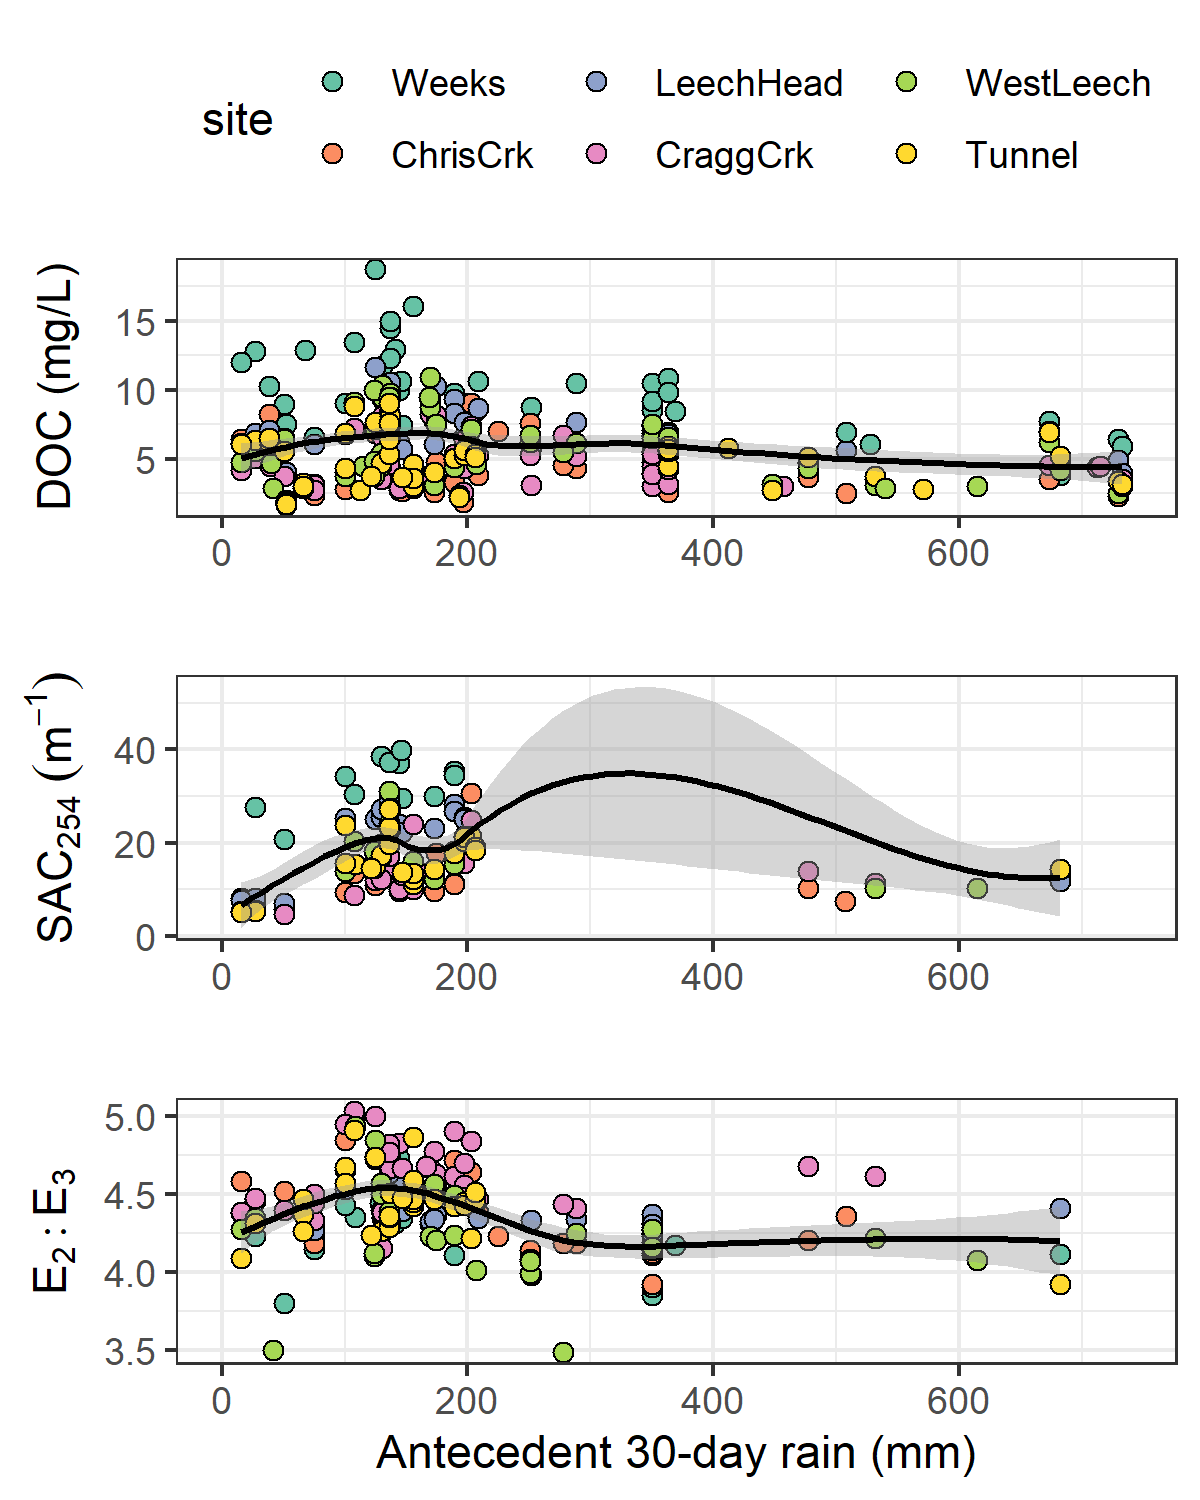 site
Weeks LeechHead WestLeech
ChrisCrk CraggCrk Tunnel
DOC (mg/L)
15
10
5
0 200 400 600
SAC₂₅₄ (m⁻¹)
40
20
0
0 200 400 600
E₂ : E₃
5.0
4.5
4.0
3.5
0 200 400 600
Antecedent 30-day rain (mm)